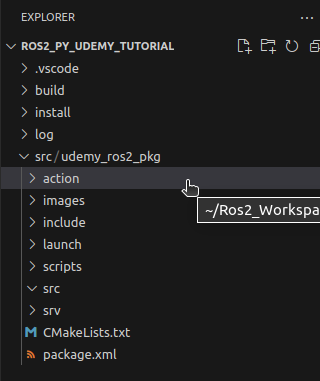 EXPLORER
ROS2_PY_UDEMY_TUTORIAL
.vscode
build
install
log
src/udemy_ros2_pkg
action
~/Ros2_Workspa
images
include
launch
scripts
src
srv
CMakeLists.txt
package.xml